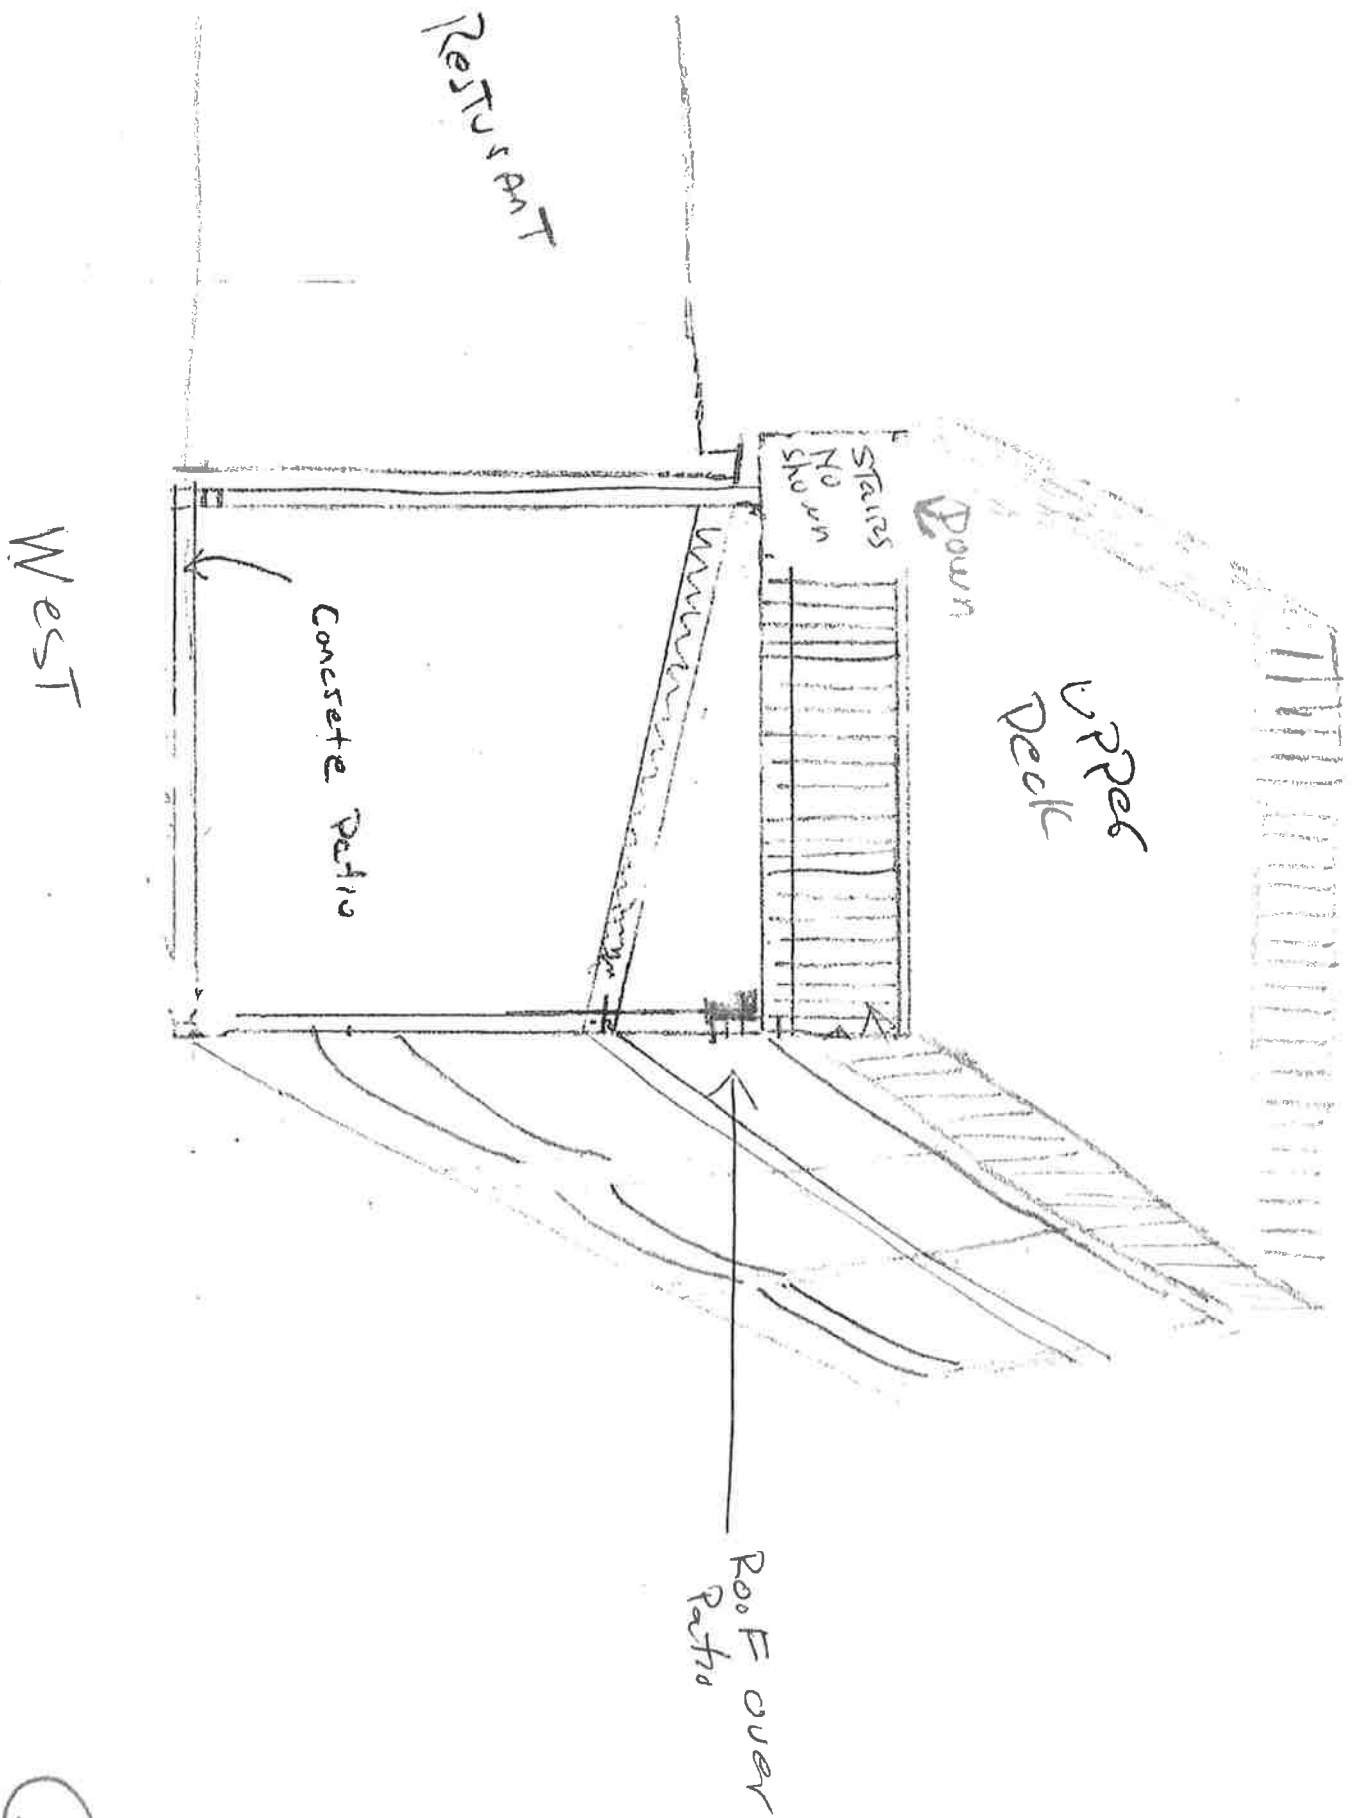 UPPer
Deck
Down
STairs
No
Shown
RooF over
Patio
ResTurAnT
Concrete Patio
WesT